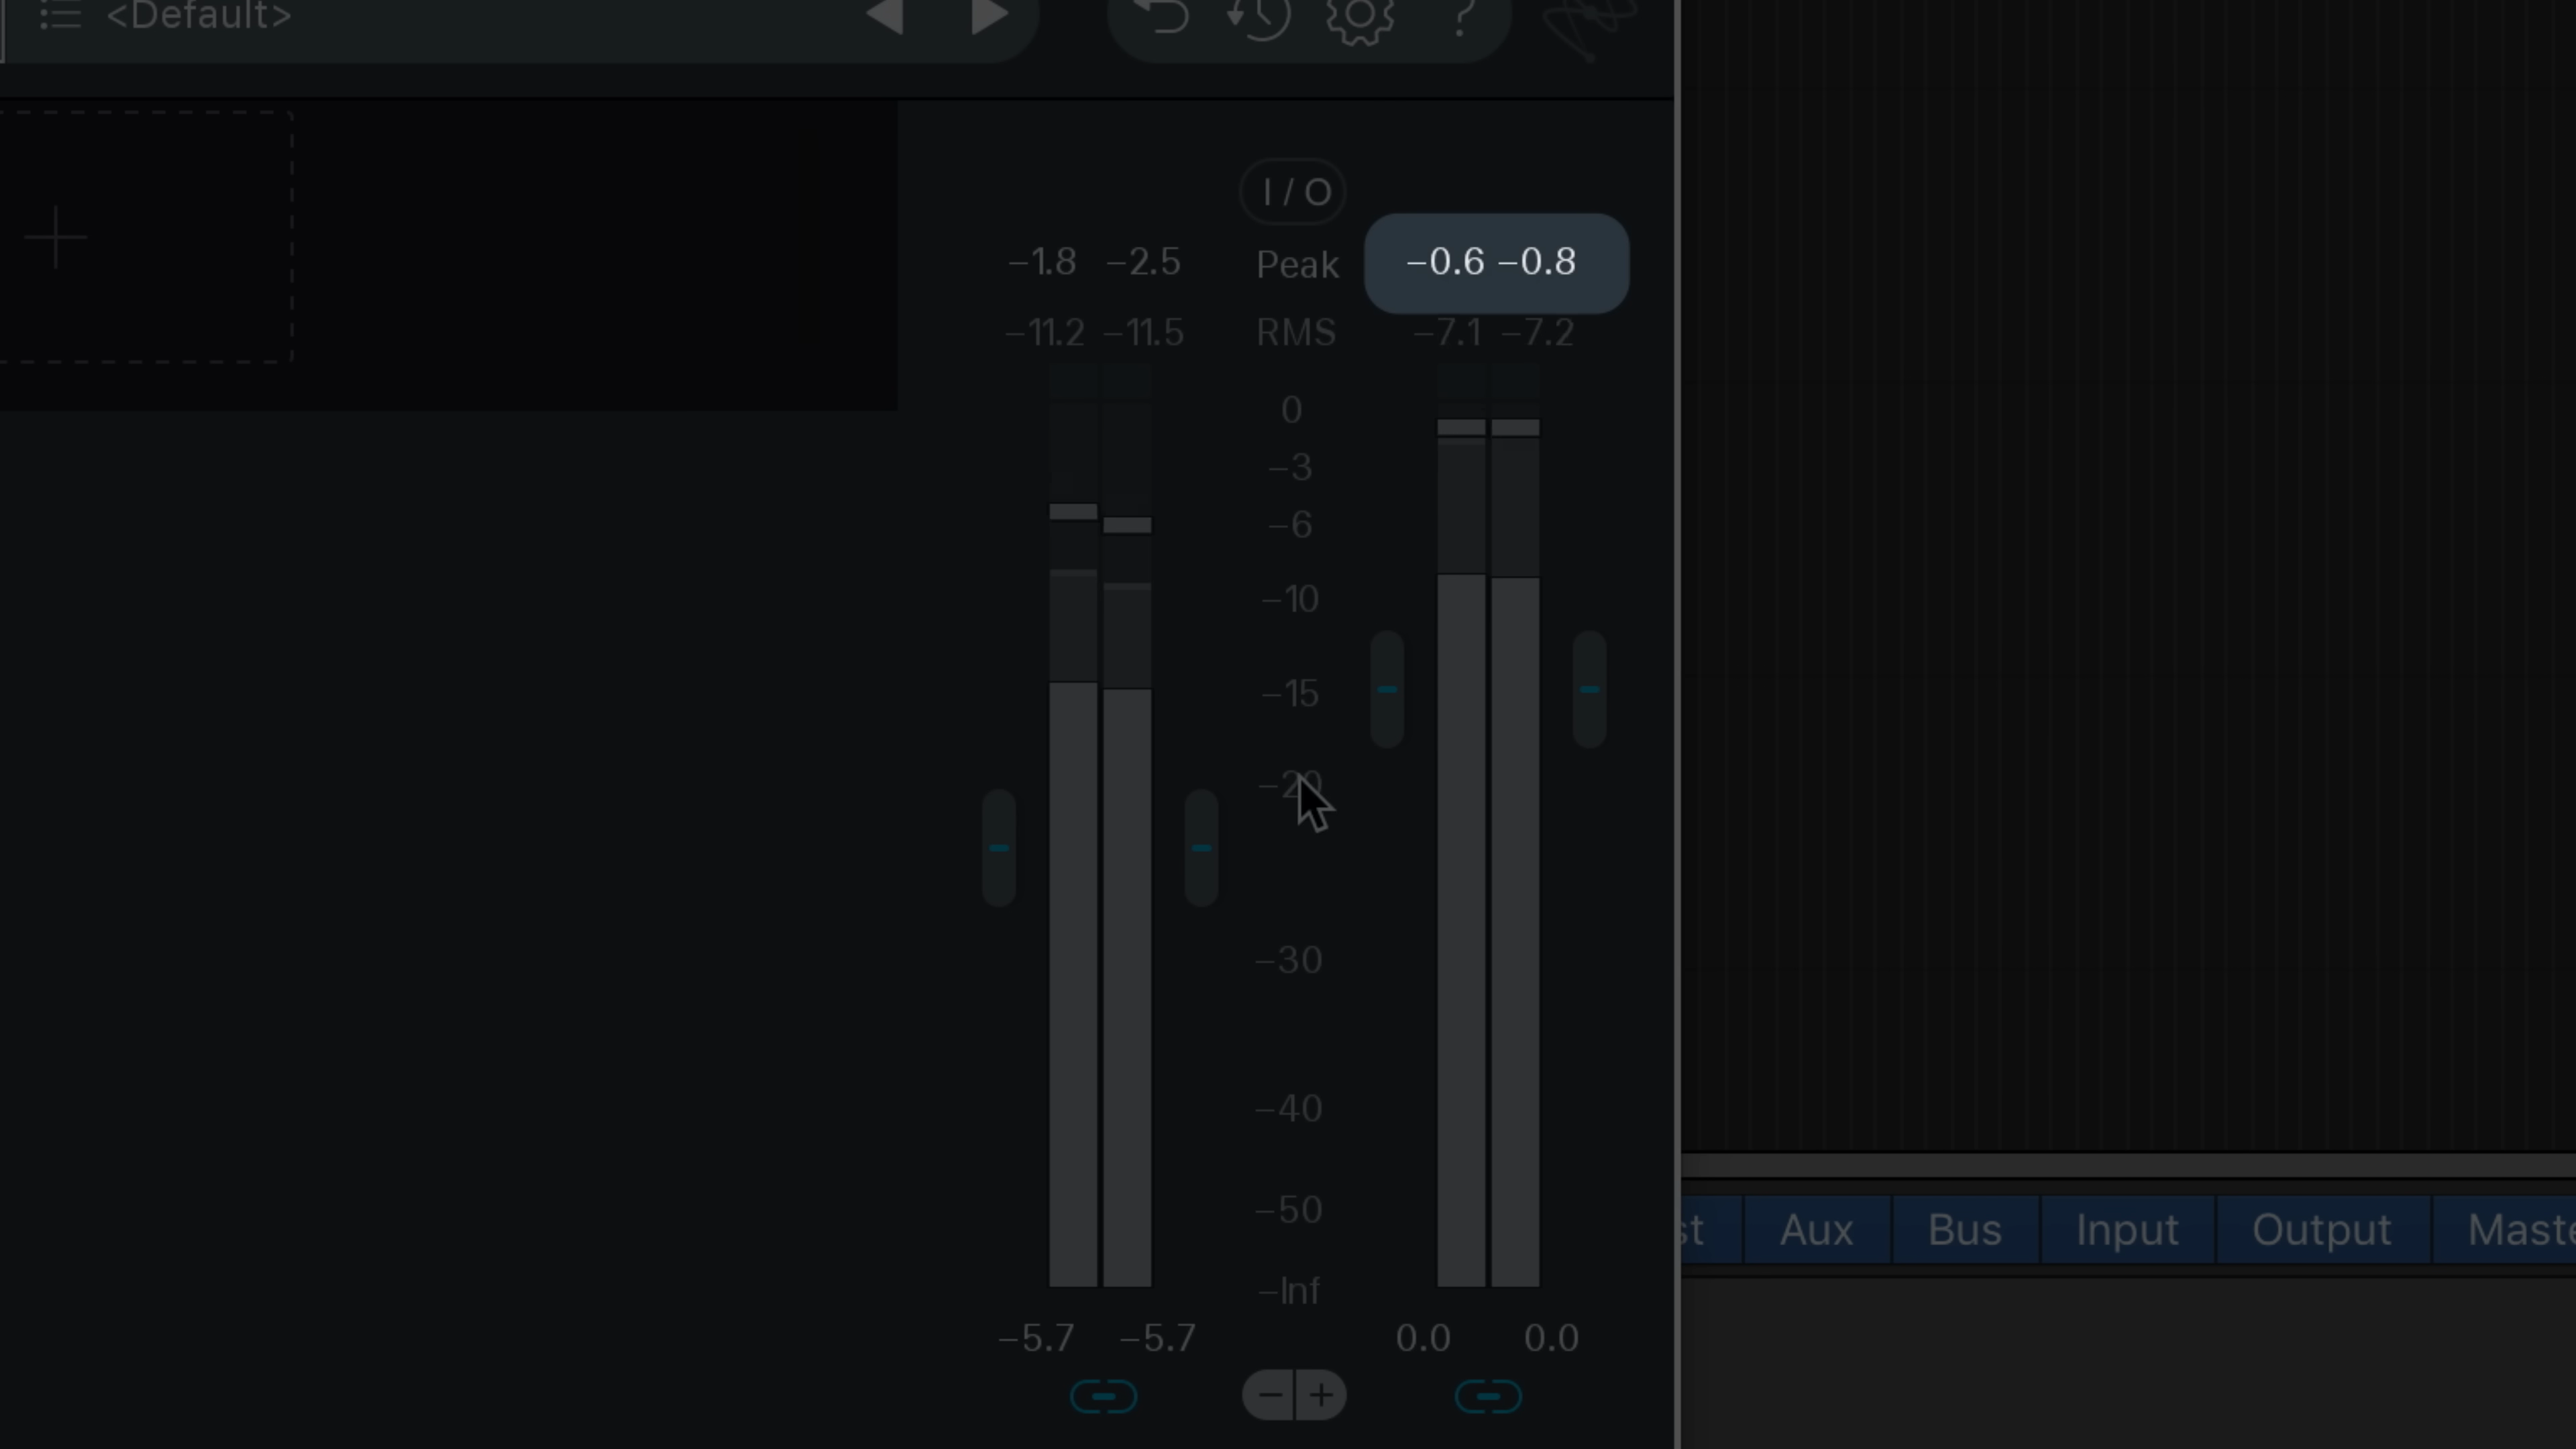 <Default>
?
I / O
−1.8 −2.5 Peak −0.6 −0.8
−11.2 −11.5 RMS −7.1 −7.2
0
−3
−6
−10
−15
−20
−30
−40
−50
−Inf
−5.7 −5.7 0.0 0.0
− +
Aux Bus Input Output